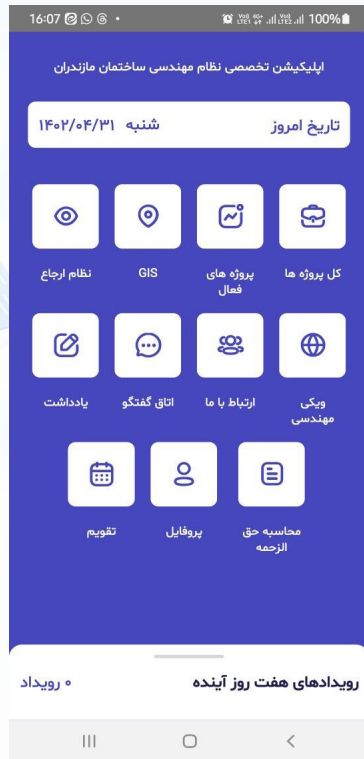 16:07
100%
اپلیکیشن تخصصی نظام مهندسی ساختمان مازندران
تاریخ امروز
شنبه ۱۴۰۲/۰۴/۳۱
کل پروژه ها
پروژه های
فعال
GIS
نظام ارجاع
ویکی
مهندسی
ارتباط با ما
اتاق گفتگو
یادداشت
محاسبه حق
الزحمه
پروفایل
تقویم
رویدادهای هفت روز آینده
۰ رویداد